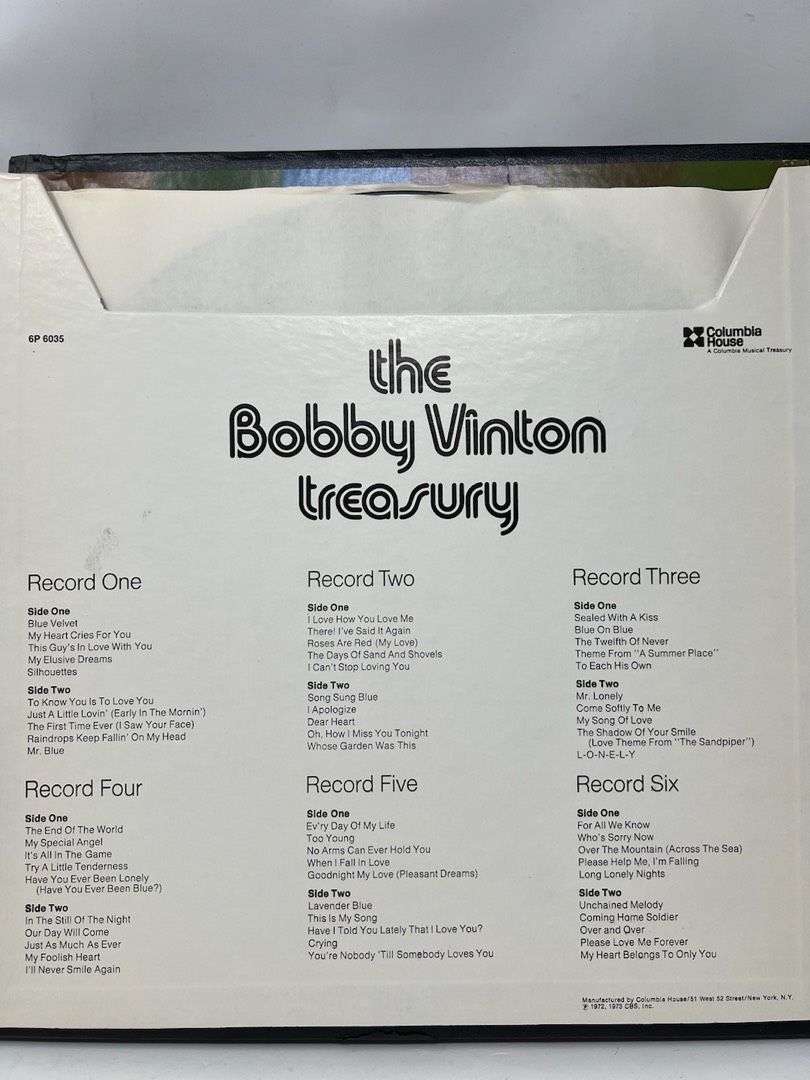 6P 6035
Columbia
House
A Columbia Musical Treasury
the
Bobby Vinton
treasury
Record One
Side One
Blue Velvet
My Heart Cries For You
This Guy's In Love With You
My Elusive Dreams
Silhouettes
Side Two
To Know You Is To Love You
Just A Little Lovin' (Early In The Mornin')
The First Time Ever (I Saw Your Face)
Raindrops Keep Fallin' On My Head
Mr. Blue
Record Two
Side One
I Love How You Love Me
There! I've Said It Again
Roses Are Red (My Love)
The Days Of Sand And Shovels
I Can't Stop Loving You
Side Two
Song Sung Blue
I Apologize
Dear Heart
Oh, How I Miss You Tonight
Whose Garden Was This
Record Three
Side One
Sealed With A Kiss
Blue On Blue
The Twelfth Of Never
Theme From "A Summer Place"
To Each His Own
Side Two
Mr. Lonely
Come Softly To Me
My Song Of Love
The Shadow Of Your Smile
(Love Theme From "The Sandpiper")
L-O-N-E-L-Y
Record Four
Side One
The End Of The World
My Special Angel
It's All In The Game
Try A Little Tenderness
Have You Ever Been Lonely
(Have You Ever Been Blue?)
Side Two
In The Still Of The Night
Our Day Will Come
Just As Much As Ever
My Foolish Heart
I'll Never Smile Again
Record Five
Side One
Ev'ry Day Of My Life
Too Young
No Arms Can Ever Hold You
When I Fall In Love
Goodnight My Love (Pleasant Dreams)
Side Two
Lavender Blue
This Is My Song
Have I Told You Lately That I Love You?
Crying
You're Nobody 'Till Somebody Loves You
Record Six
Side One
For All We Know
Who's Sorry Now
Over The Mountain (Across The Sea)
Please Help Me, I'm Falling
Long Lonely Nights
Side Two
Unchained Melody
Coming Home Soldier
Over and Over
Please Love Me Forever
My Heart Belongs To Only You
Manufactured by Columbia House/51 West 52 Street/New York, N.Y.
℗ 1972, 1973 CBS, Inc.